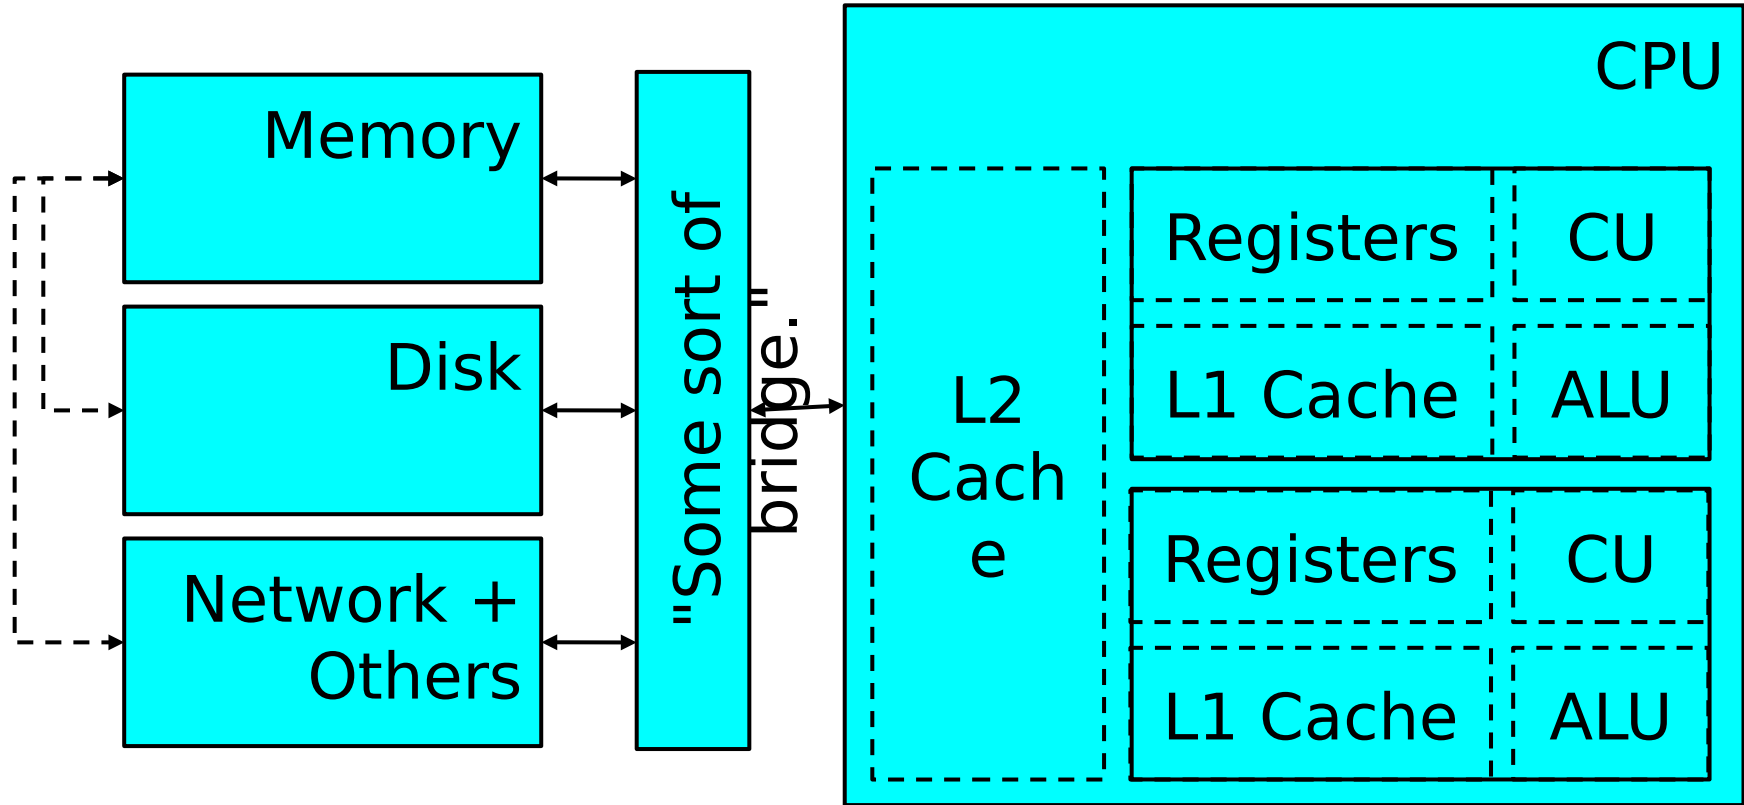 Memory
Disk
Network +
Others
"Some sort of
bridge."
CPU
L2
Cach
e
Registers
CU
L1 Cache
ALU
Registers
CU
L1 Cache
ALU